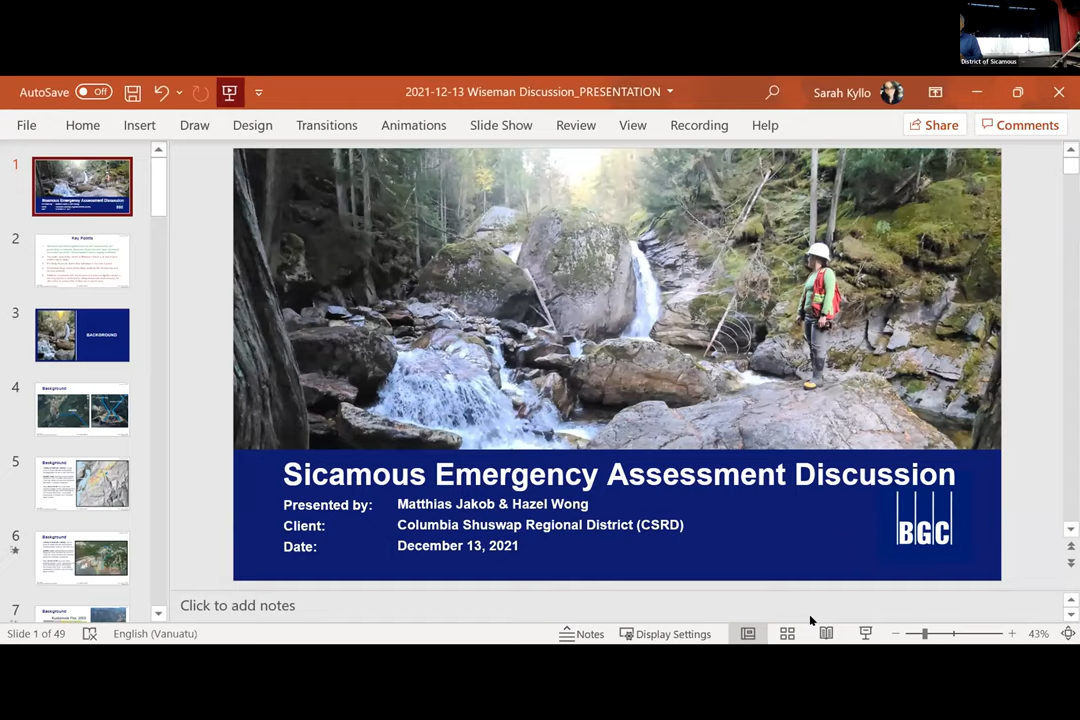 District of Sicamous
AutoSave Off
2021-12-13 Wiseman Discussion_PRESENTATION
Sarah Kyllo
File Home Insert Draw Design Transitions Animations Slide Show Review View Recording Help Share Comments
1
Sicamous Emergency Assessment Discussion
2
Key Points
3
BACKGROUND
4
Background
5
Background
6
Background
7
Background
Sicamous Emergency Assessment Discussion
Presented by: Matthias Jakob & Hazel Wong
Client: Columbia Shuswap Regional District (CSRD)
Date: December 13, 2021
BGC
Click to add notes
Slide 1 of 49 English (Vanuatu) Notes Display Settings 43%